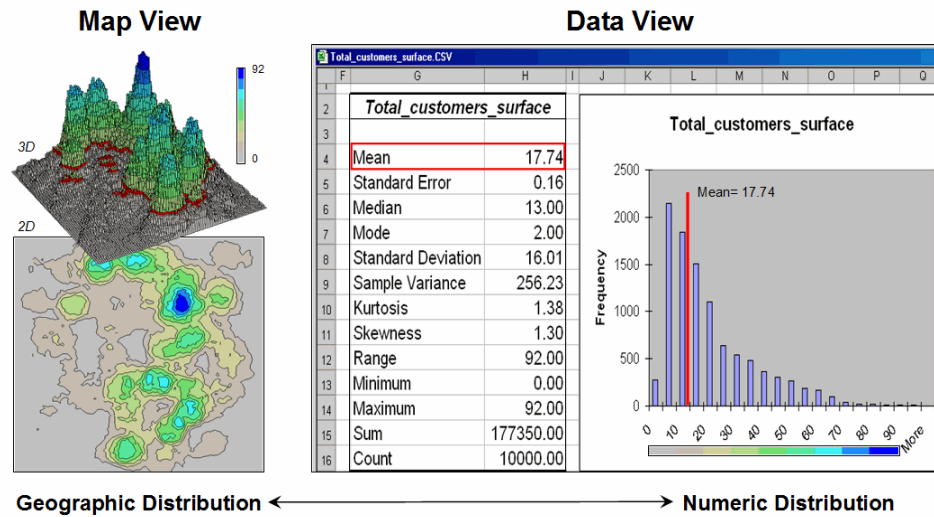 Map View
Data View
92
0
3D
2D
Total_customers_surface.CSV
F G H I J K L M N O P Q
2 Total_customers_surface
3
4 Mean 17.74
5 Standard Error 0.16
6 Median 13.00
7 Mode 2.00
8 Standard Deviation 16.01
9 Sample Variance 256.23
10 Kurtosis 1.38
11 Skewness 1.30
12 Range 92.00
13 Minimum 0.00
14 Maximum 92.00
15 Sum 177350.00
16 Count 10000.00
Total_customers_surface
Mean= 17.74
Frequency
2500
2000
1500
1000
500
0
0 10 20 30 40 50 60 70 80 90 More
Geographic Distribution
Numeric Distribution